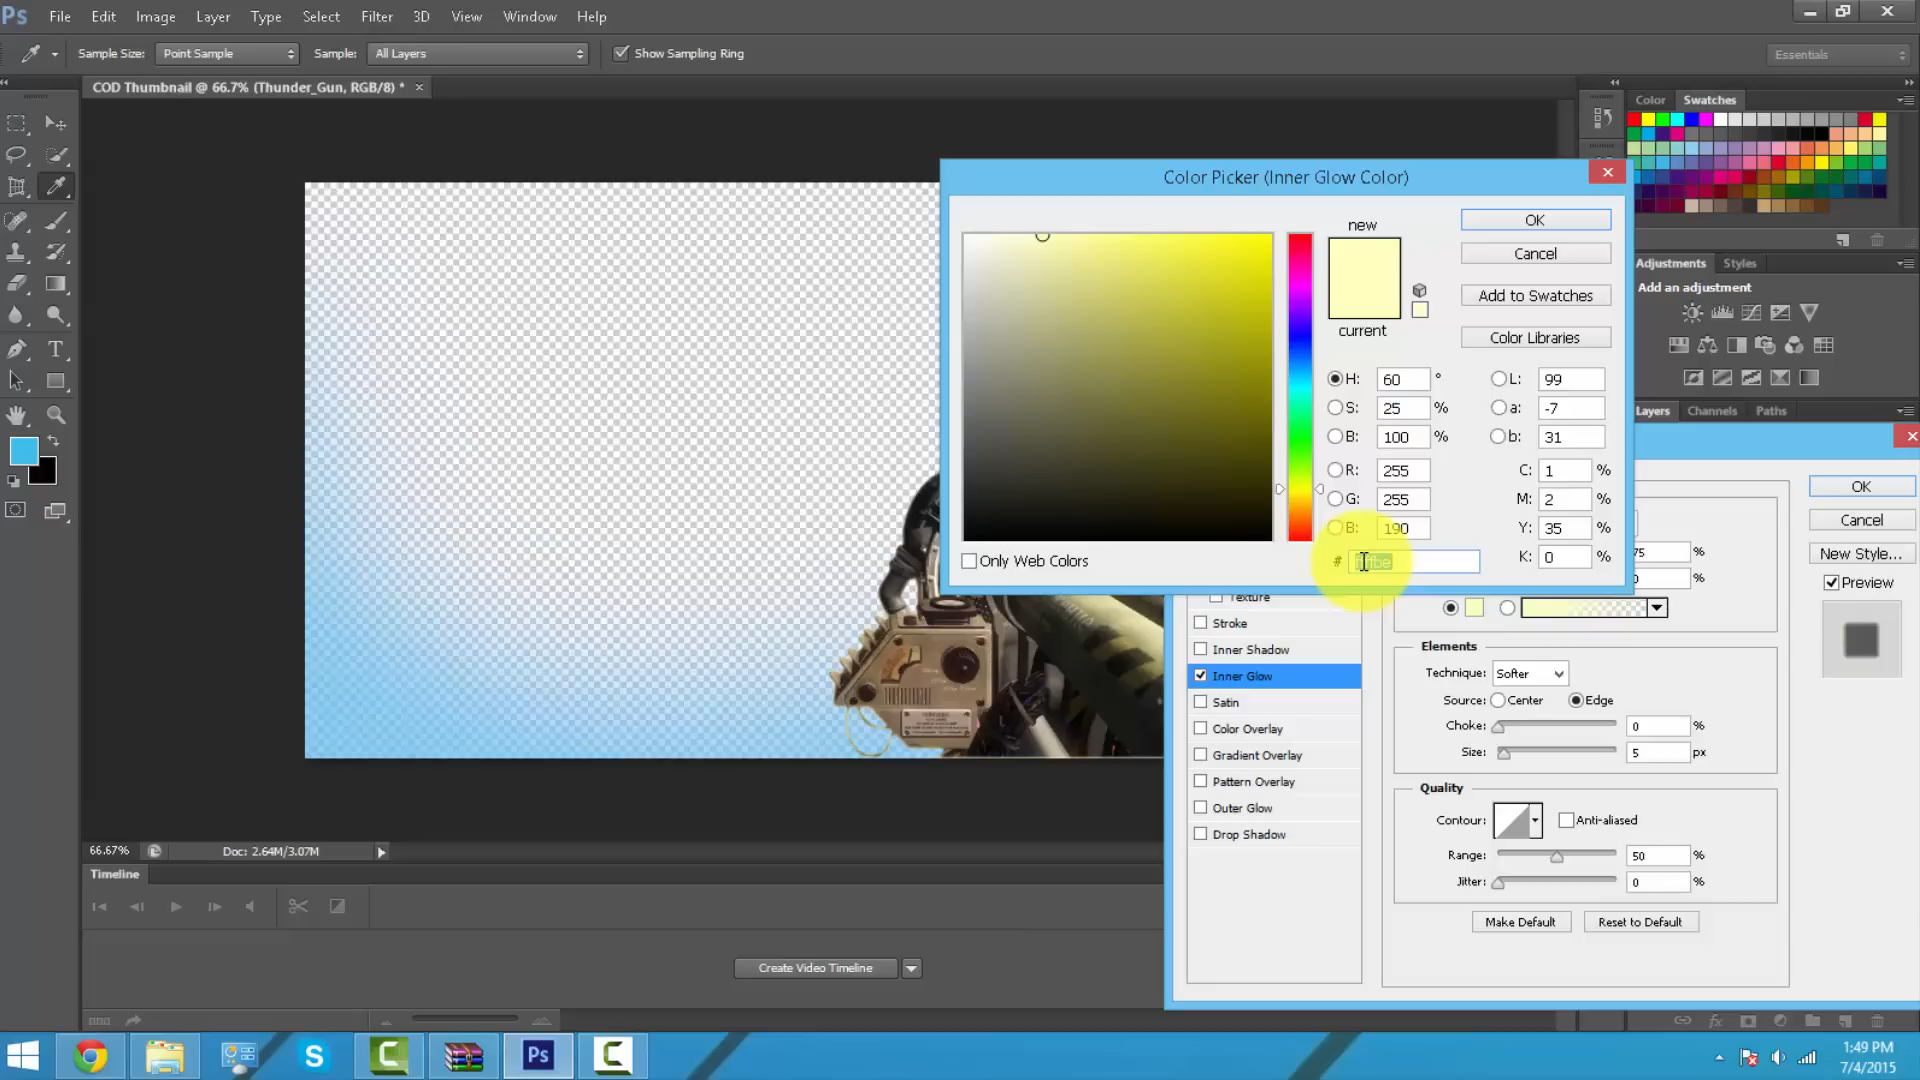 Ps File Edit Image Layer Type Select Filter 3D View Window Help
Sample Size: Point Sample Sample: All Layers Show Sampling Ring Essentials
COD Thumbnail @ 66.7% (Thunder_Gun, RGB/8) * ×
Color Swatches
Color Picker (Inner Glow Color)
new
OK
Cancel
Add to Swatches
current
Color Libraries
H: 60 ° L: 99
S: 25 % a: -7
B: 100 % b: 31
R: 255 C: 1 %
G: 255 M: 2 %
B: 190 Y: 35 %
Only Web Colors
# K: 0 %
Adjustments Styles
Add an adjustment
Layers Channels Paths
OK
Cancel
New Style...
Preview
75 %
0 %
Texture
Stroke
Inner Shadow
Inner Glow
Satin
Color Overlay
Gradient Overlay
Pattern Overlay
Outer Glow
Drop Shadow
Elements
Technique: Softer
Source: Center Edge
Choke: 0 %
Size: 5 px
Quality
Contour: Anti-aliased
Range: 50 %
Jitter: 0 %
Make Default Reset to Default
66.67% Doc: 2.64M/3.07M
Timeline
Create Video Timeline
fx
S C Ps C
1:49 PM
7/4/2015